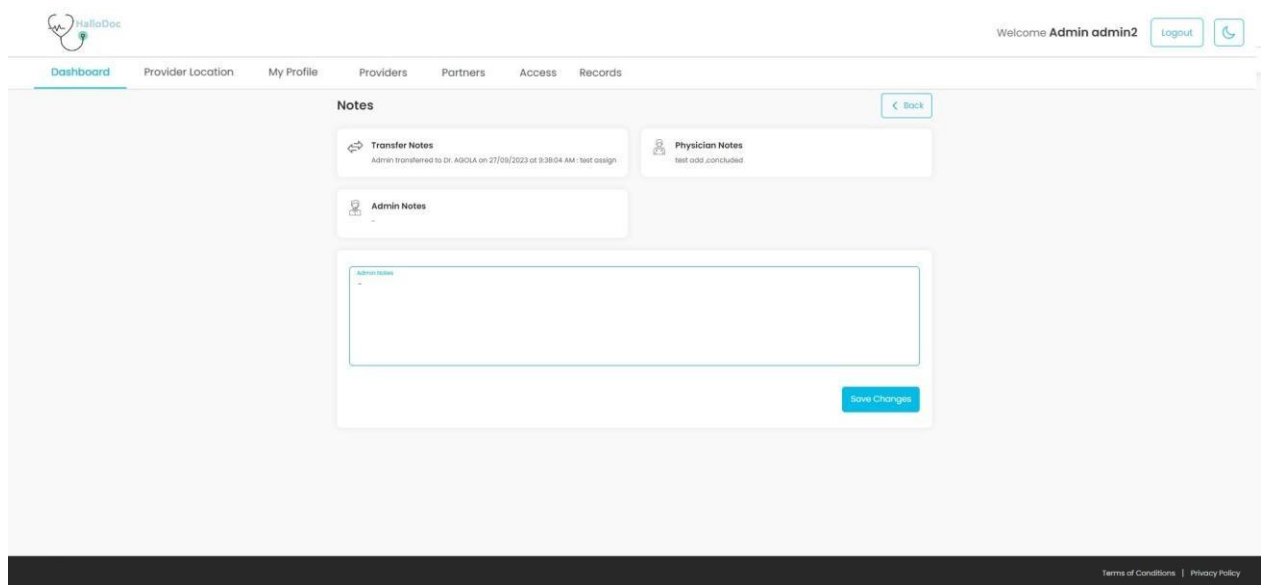 HalloDoc
Welcome Admin admin2
Logout
Dashboard
Provider Location
My Profile
Providers
Partners
Access
Records
Notes
Back
Transfer Notes
Admin transferred to Dr. AGOLA on 27/09/2023 at 9:38:04 AM : test assign
Physician Notes
test add ,concluded
Admin Notes
-
Admin Notes
-
Save Changes
Terms of Conditions | Privacy Policy